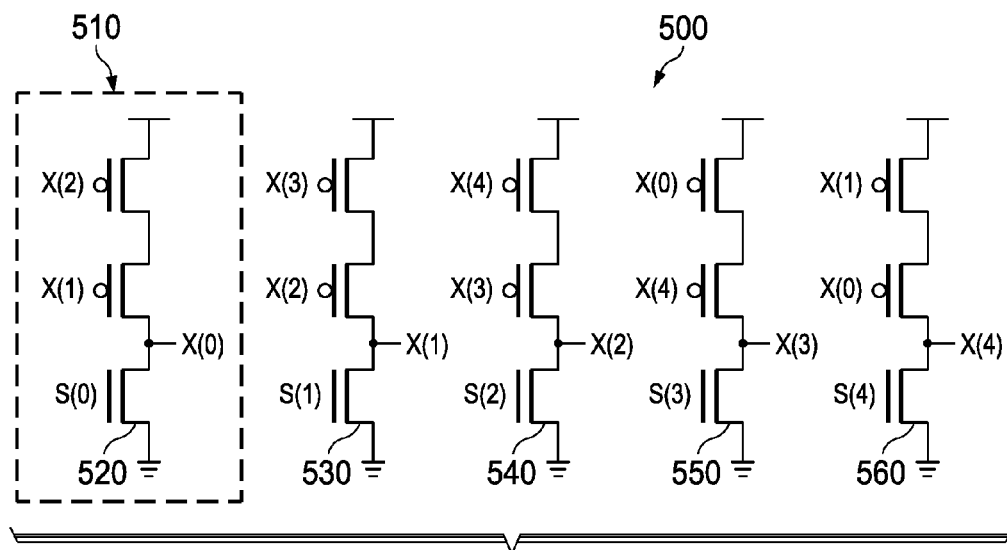 510
500
X(2) X(3) X(4) X(0) X(1)
X(1) X(2) X(3) X(4) X(0)
X(0) X(1) X(2) X(3) X(4)
S(0) S(1) S(2) S(3) S(4)
520 530 540 550 560